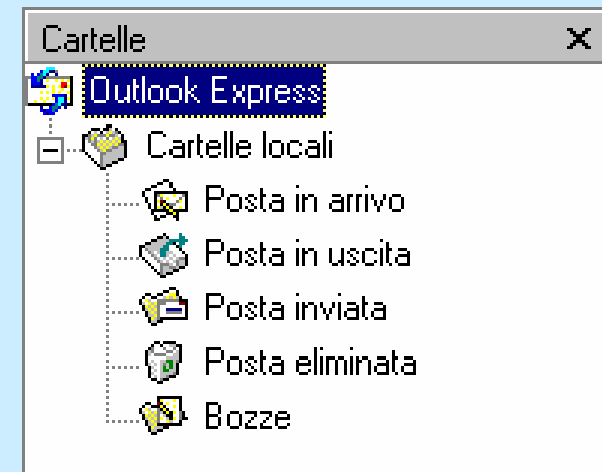 Cartelle
Outlook Express
Cartelle locali
Posta in arrivo
Posta in uscita
Posta inviata
Posta eliminata
Bozze